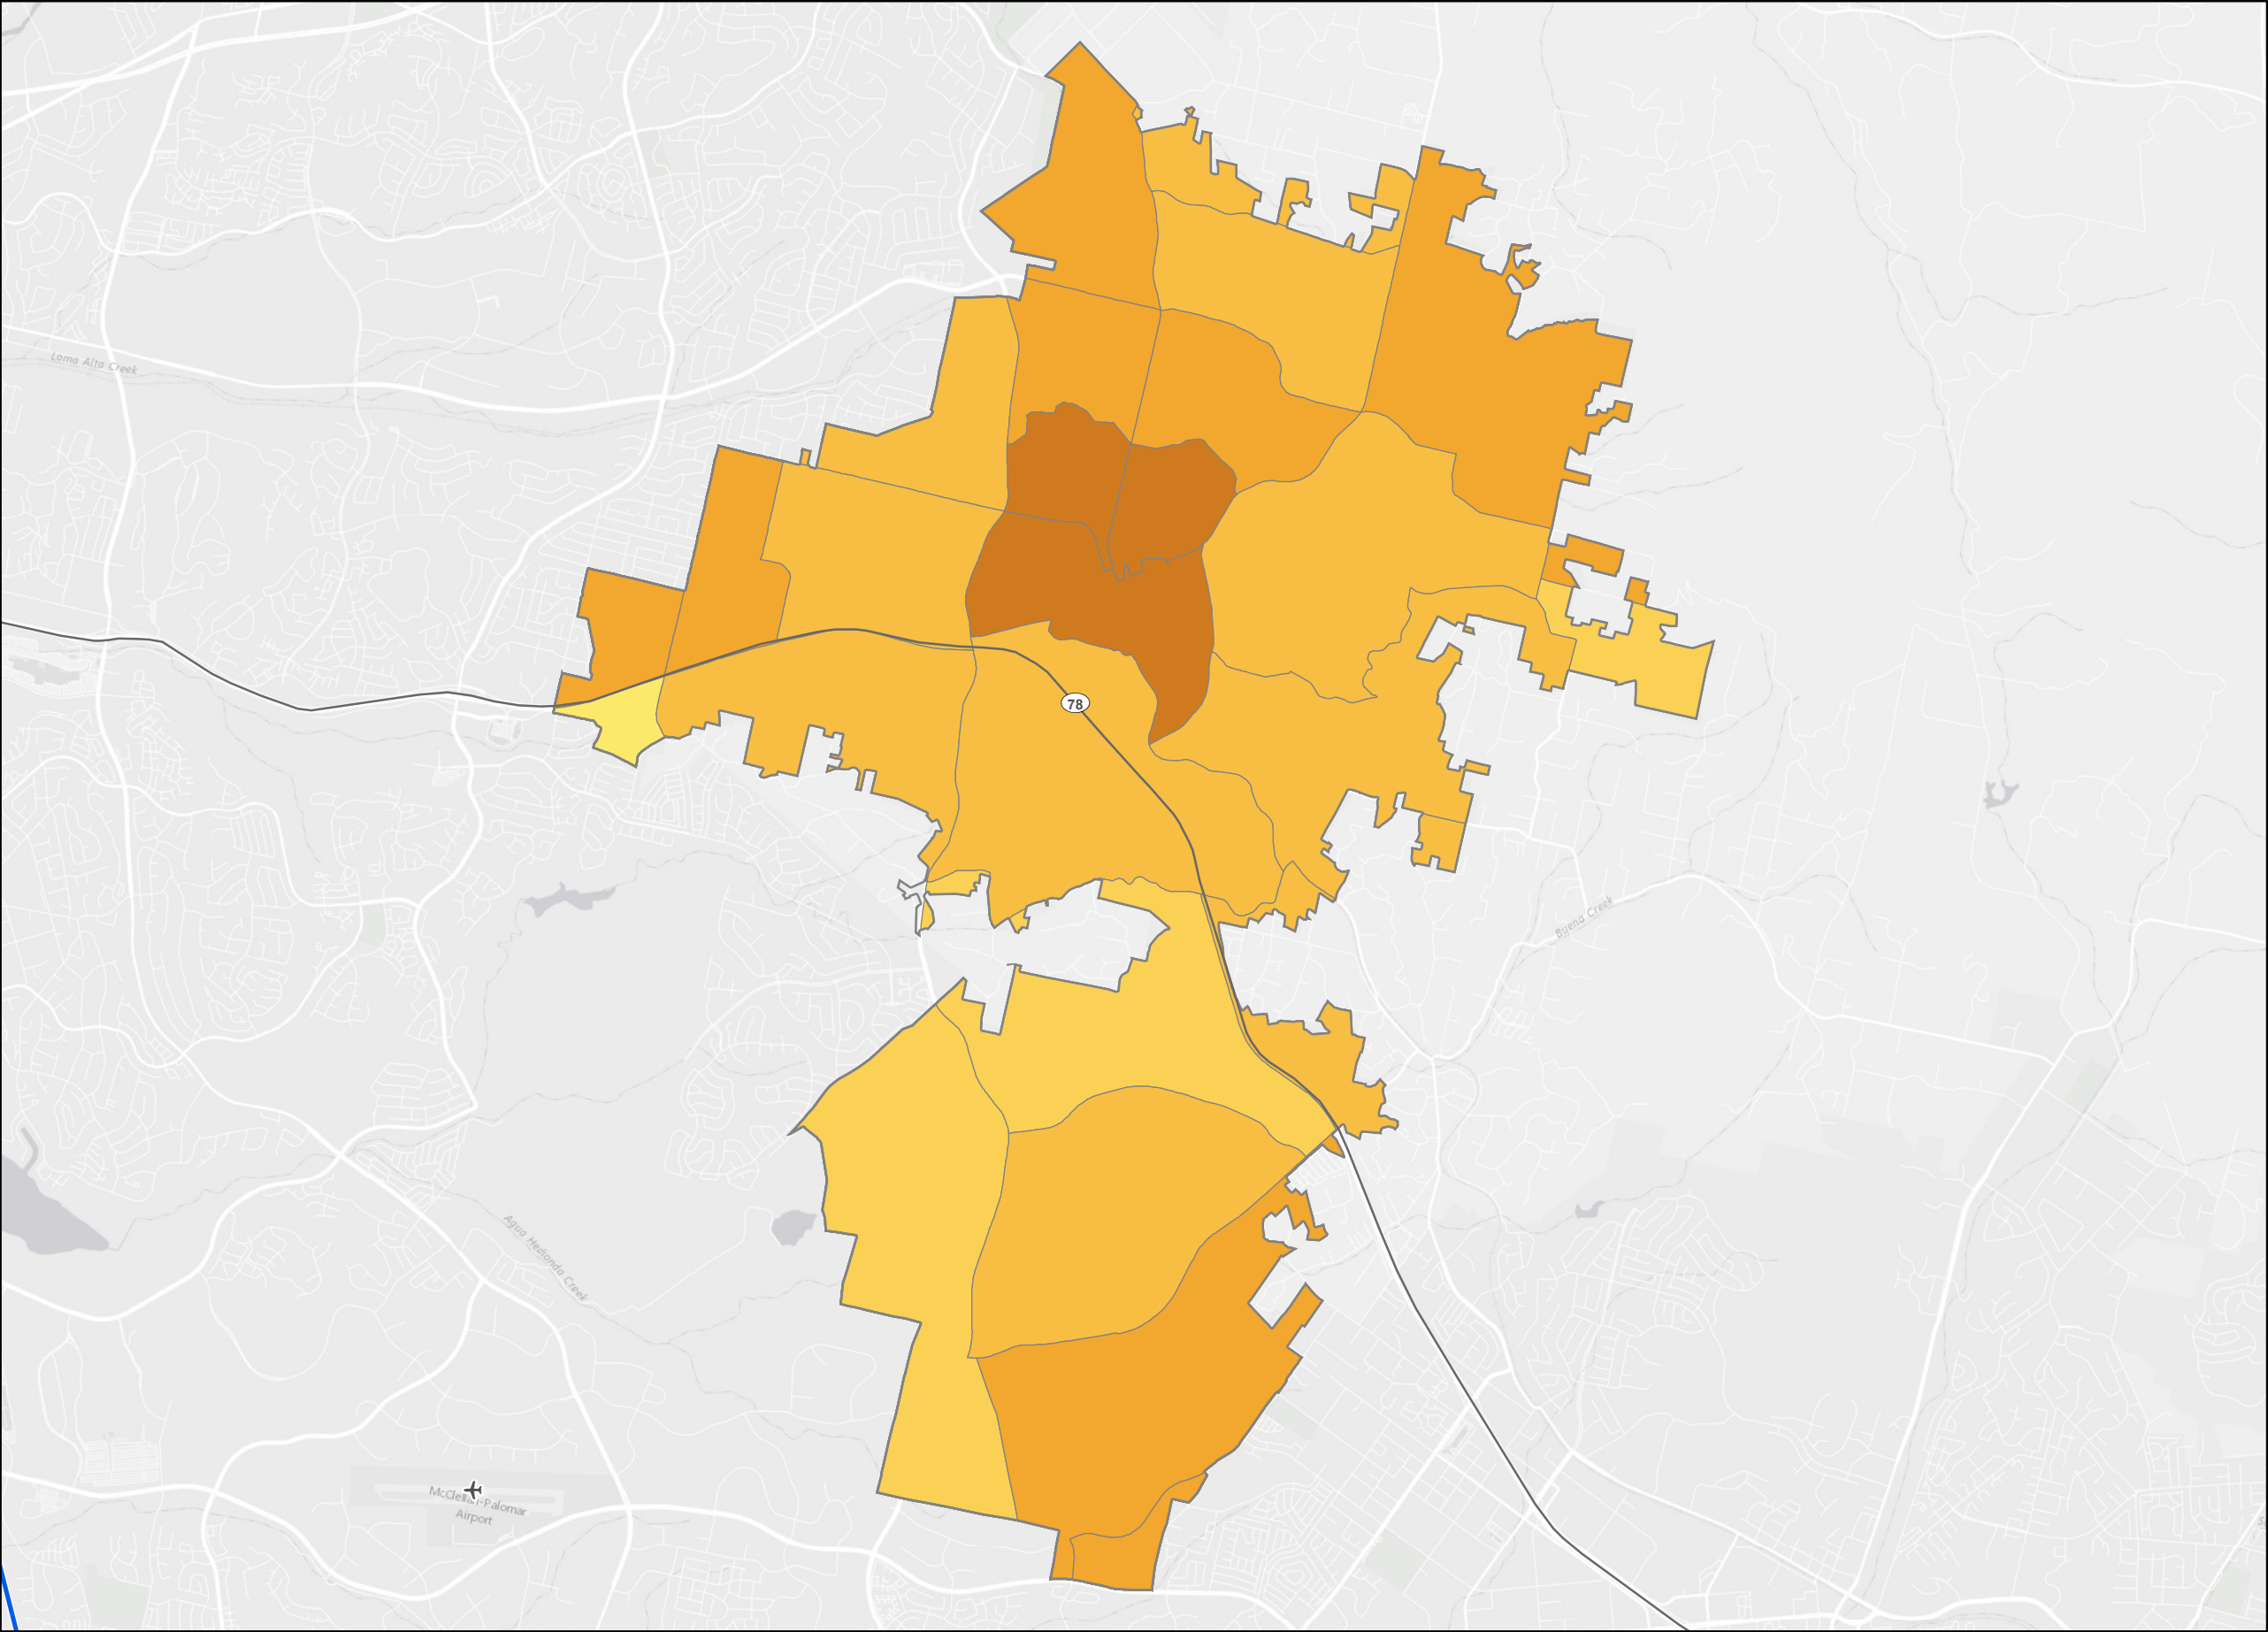 Loma Alta Creek
78
Buena Creek
Agua Hedionda Creek
McClellan-Palomar
Airport